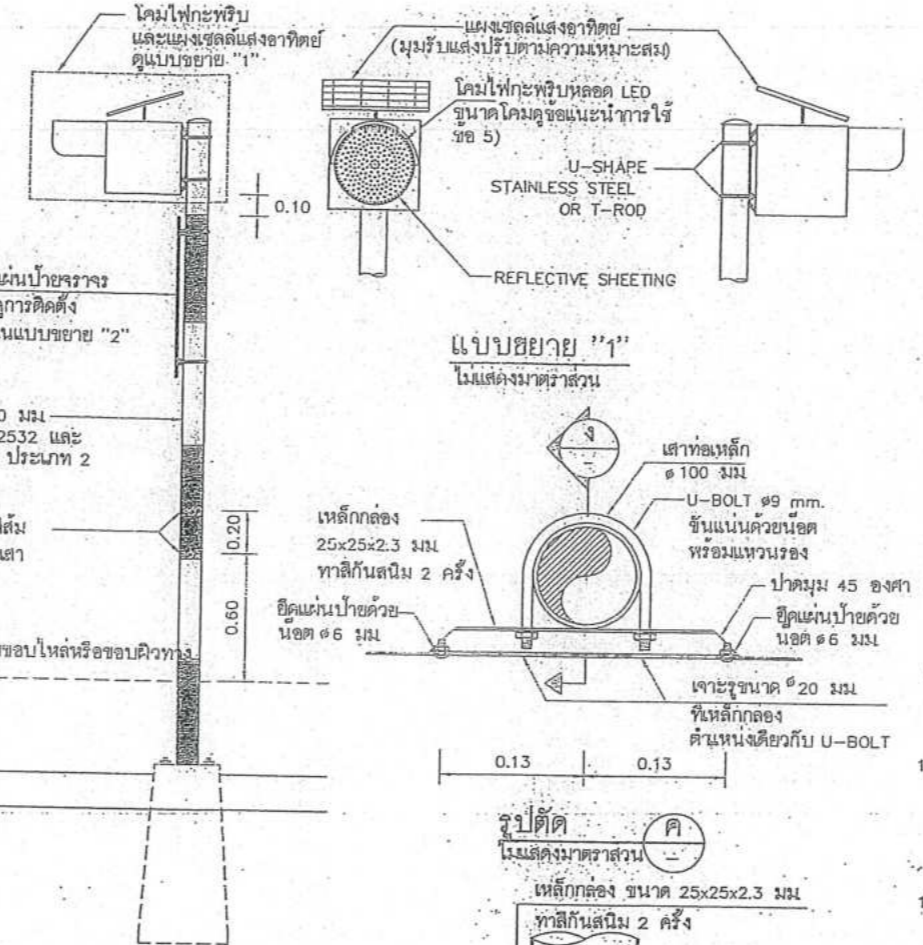 โคมไฟกะพริบ
และแผงเซลล์แสงอาทิตย์
ดูแบบขยาย "1"
แผงเซลล์แสงอาทิตย์
(มุมรับแสงปรับตามความเหมาะสม)
โคมไฟกะพริบหลอด LED
ขนาดโคมดูข้อแนะนำการใช้
ข้อ 5)
U-SHAPE
STAINLESS STEEL
OR T-ROD
0.10
REFLECTIVE SHEETING
แผ่นป้ายจราจร
การติดตั้ง
นแบบขยาย "2"
แบบขยาย "1"
ไม่แสดงมาตราส่วน
0 มม.
2532 และ
ประเภท 2
ง
เสาท่อเหล็ก
ø 100 มม
U-BOLT ø9 mm.
ขันแน่นด้วยน็อต
พร้อมแหวนรอง
เหล็กกล่อง
25x25x2.3 มม
ทาสีกันสนิม 2 ครั้ง
ปาดมุม 45 องศา
ยึดแผ่นป้ายด้วย
น็อต ø6 มม
ยึดแผ่นป้ายด้วย
น็อต ø6 มม
0.20
0.60
ขอบไหล่หรือขอบผิวทาง
เจาะรูขนาด ø20 มม.
ที่เหล็กกล่อง
ตำแหน่งเดียวกับ U-BOLT
0.13
0.13
รูปตัด
ค
ไม่แสดงมาตราส่วน
เหล็กกล่อง ขนาด 25x25x2.3 มม
ทาสีกันสนิม 2 ครั้ง